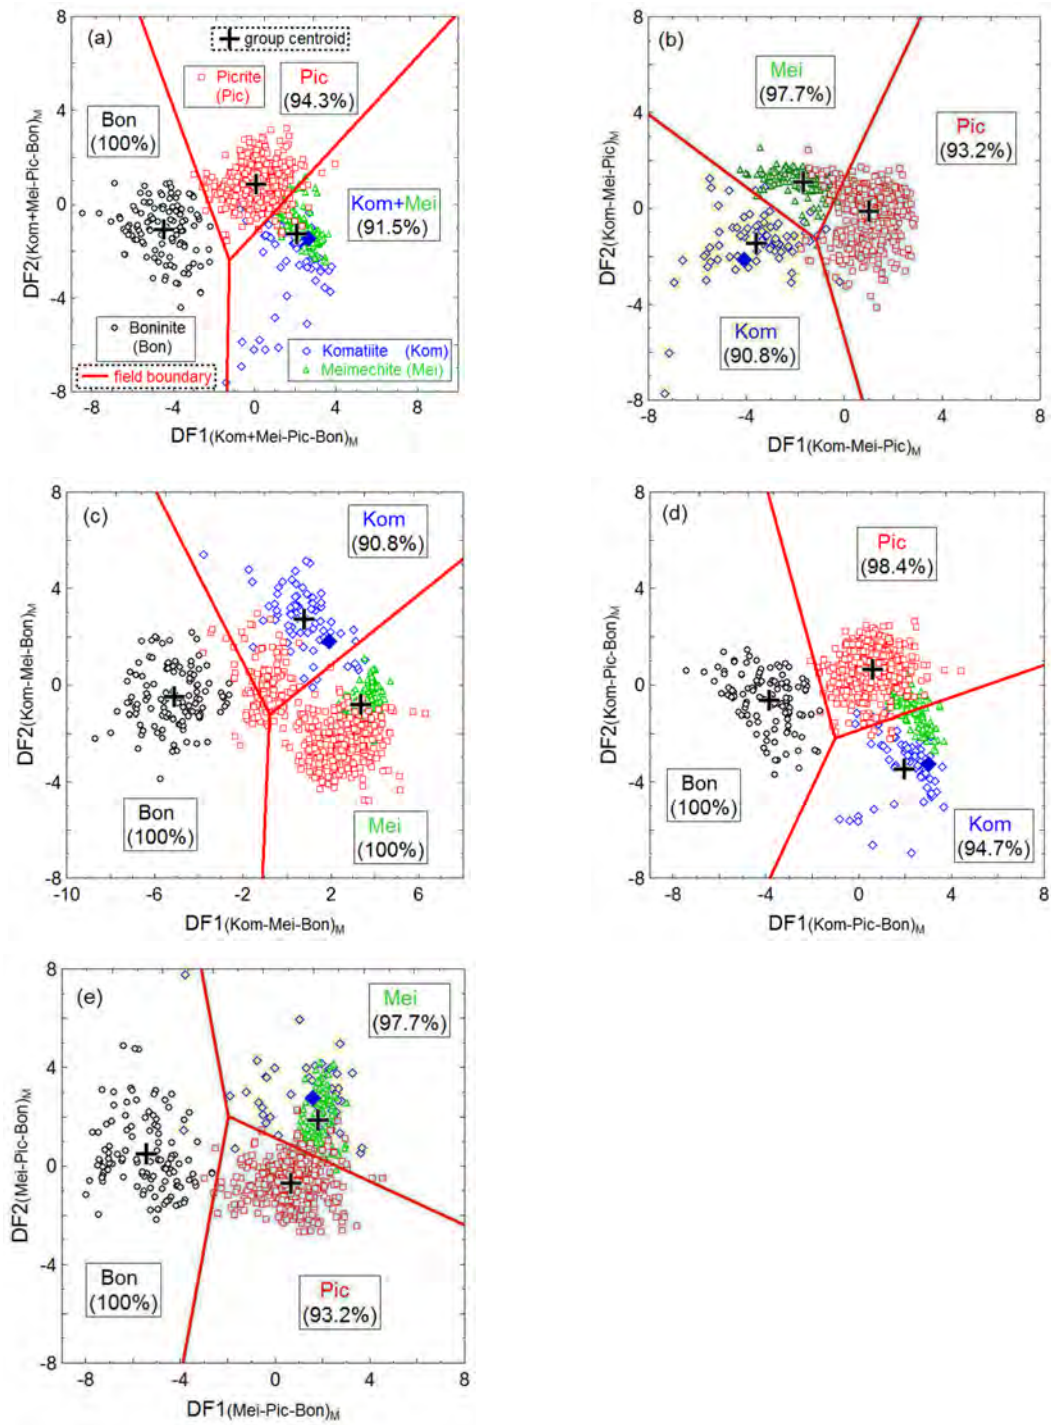 (a)
group centroid
Picrite
(Pic)
Pic
(94.3%)
Bon
(100%)
Kom+Mei
(91.5%)
Boninite
(Bon)
Komatiite (Kom)
Meimechite (Mei)
field boundary
8
4
0
-4
-8
-8
-4
0
4
8
DF2(Kom+Mei-Pic-Bon)M
DF1(Kom+Mei-Pic-Bon)M
(b)
Mei
(97.7%)
Pic
(93.2%)
Kom
(90.8%)
8
4
0
-4
-8
-8
-4
0
4
8
DF2(Kom-Mei-Pic)M
DF1(Kom-Mei-Pic)M
(c)
Kom
(90.8%)
Bon
(100%)
Mei
(100%)
8
4
0
-4
-8
-10
-6
-2
2
6
DF2(Kom-Mei-Bon)M
DF1(Kom-Mei-Bon)M
(d)
Pic
(98.4%)
Bon
(100%)
Kom
(94.7%)
8
4
0
-4
-8
-8
-4
0
4
8
DF2(Kom-Pic-Bon)M
DF1(Kom-Pic-Bon)M
(e)
Mei
(97.7%)
Bon
(100%)
Pic
(93.2%)
8
4
0
-4
-8
-8
-4
0
4
8
DF2(Mei-Pic-Bon)M
DF1(Mei-Pic-Bon)M